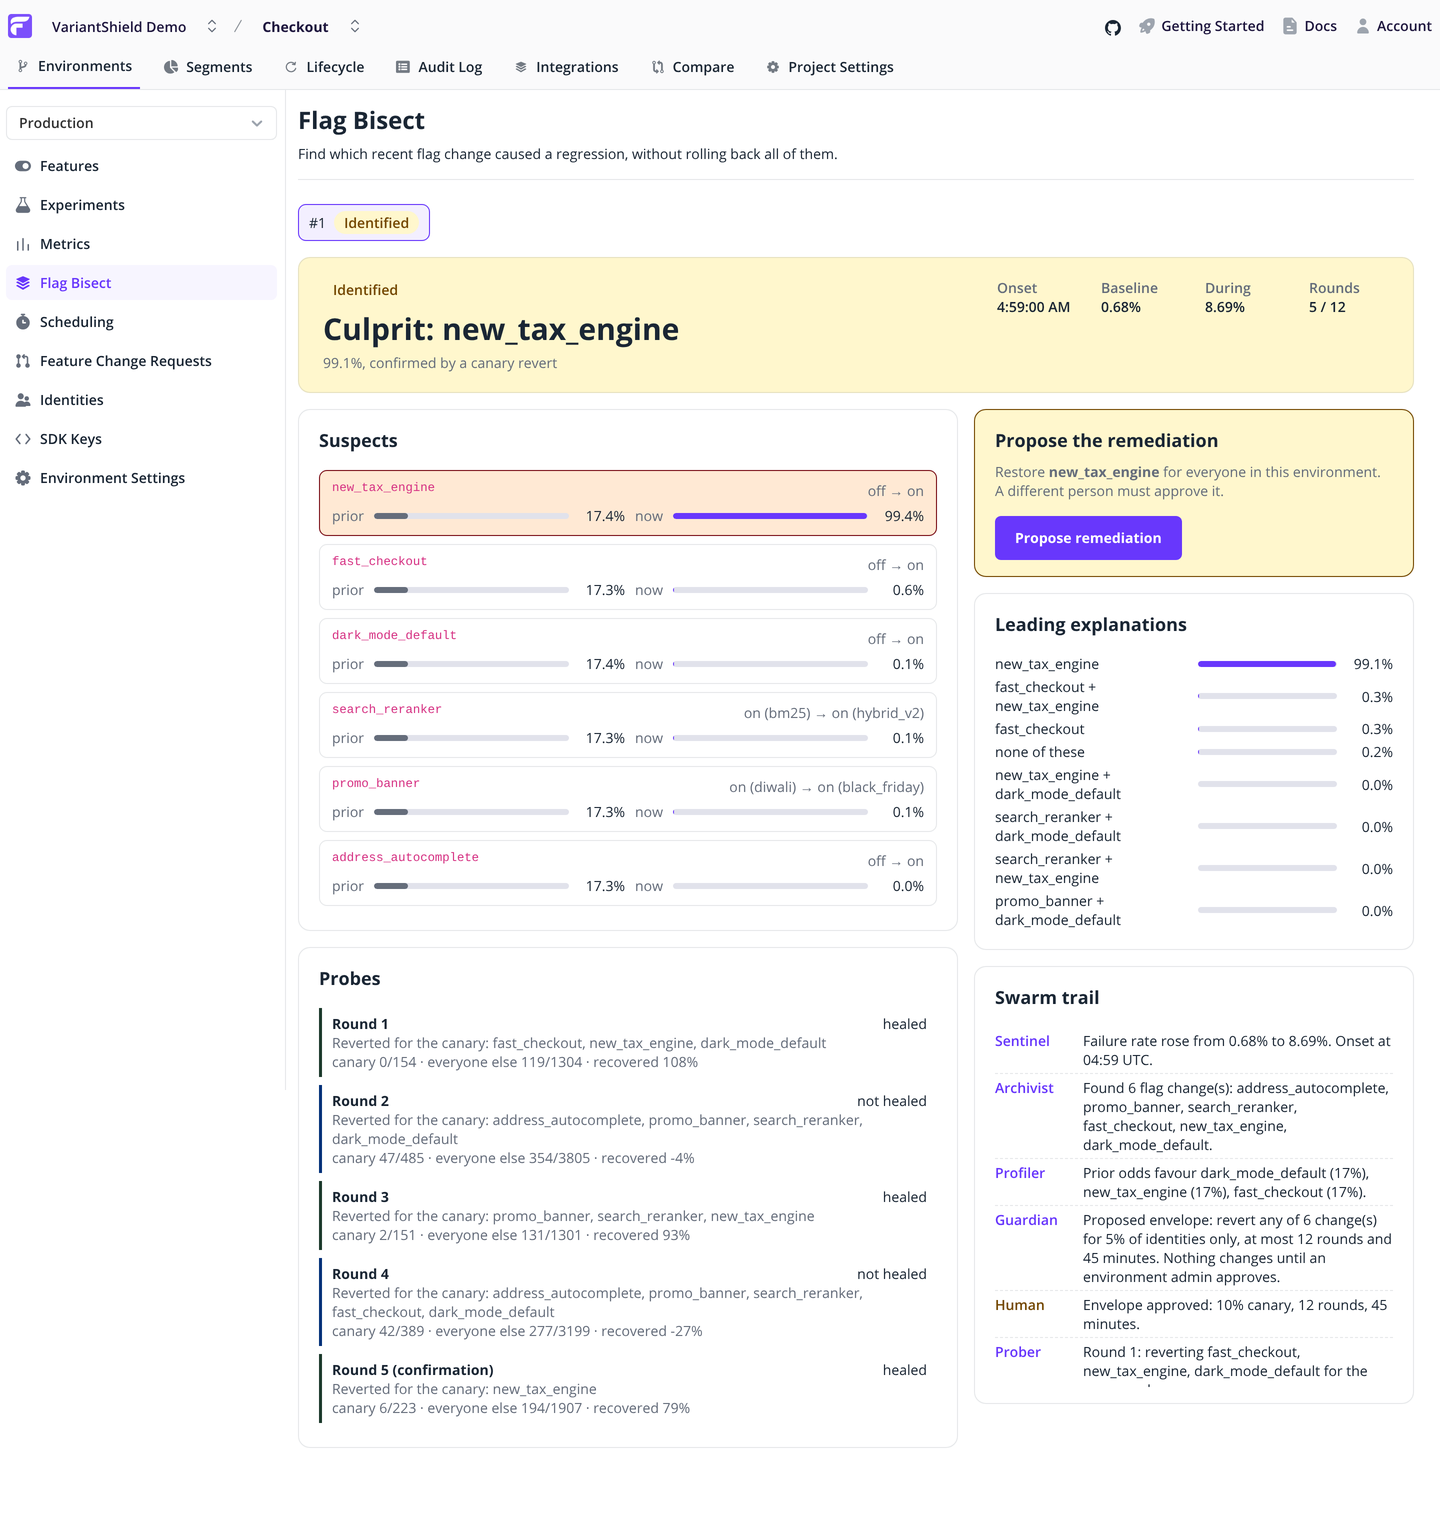 VariantShield Demo / Checkout
Getting Started Docs Account
Environments Segments Lifecycle Audit Log Integrations Compare Project Settings
Production
Features
Experiments
Metrics
Flag Bisect
Scheduling
Feature Change Requests
Identities
SDK Keys
Environment Settings
Flag Bisect
Find which recent flag change caused a regression, without rolling back all of them.
#1 Identified
Identified
Culprit: new_tax_engine
99.1%, confirmed by a canary revert
Onset Baseline During Rounds
4:59:00 AM 0.68% 8.69% 5 / 12
Suspects
new_tax_engine
off → on
prior 17.4% now 99.4%
fast_checkout
off → on
prior 17.3% now 0.6%
dark_mode_default
off → on
prior 17.4% now 0.1%
search_reranker
on (bm25) → on (hybrid_v2)
prior 17.3% now 0.1%
promo_banner
on (diwali) → on (black_friday)
prior 17.3% now 0.1%
address_autocomplete
off → on
prior 17.3% now 0.0%
Probes
Round 1 healed
Reverted for the canary: fast_checkout, new_tax_engine, dark_mode_default
canary 0/154 · everyone else 119/1304 · recovered 108%
Round 2 not healed
Reverted for the canary: address_autocomplete, promo_banner, search_reranker,
dark_mode_default
canary 47/485 · everyone else 354/3805 · recovered -4%
Round 3 healed
Reverted for the canary: promo_banner, search_reranker, new_tax_engine
canary 2/151 · everyone else 131/1301 · recovered 93%
Round 4 not healed
Reverted for the canary: address_autocomplete, promo_banner, search_reranker,
fast_checkout, dark_mode_default
canary 42/389 · everyone else 277/3199 · recovered -27%
Round 5 (confirmation) healed
Reverted for the canary: new_tax_engine
canary 6/223 · everyone else 194/1907 · recovered 79%
Propose the remediation
Restore new_tax_engine for everyone in this environment.
A different person must approve it.
Propose remediation
Leading explanations
new_tax_engine 99.1%
fast_checkout +
new_tax_engine 0.3%
fast_checkout 0.3%
none of these 0.2%
new_tax_engine +
dark_mode_default 0.0%
search_reranker +
dark_mode_default 0.0%
search_reranker +
new_tax_engine 0.0%
promo_banner +
dark_mode_default 0.0%
Swarm trail
Sentinel Failure rate rose from 0.68% to 8.69%. Onset at
04:59 UTC.
Archivist Found 6 flag change(s): address_autocomplete,
promo_banner, search_reranker,
fast_checkout, new_tax_engine,
dark_mode_default.
Profiler Prior odds favour dark_mode_default (17%),
new_tax_engine (17%), fast_checkout (17%).
Guardian Proposed envelope: revert any of 6 change(s)
for 5% of identities only, at most 12 rounds and
45 minutes. Nothing changes until an
environment admin approves.
Human Envelope approved: 10% canary, 12 rounds, 45
minutes.
Prober Round 1: reverting fast_checkout,
new_tax_engine, dark_mode_default for the